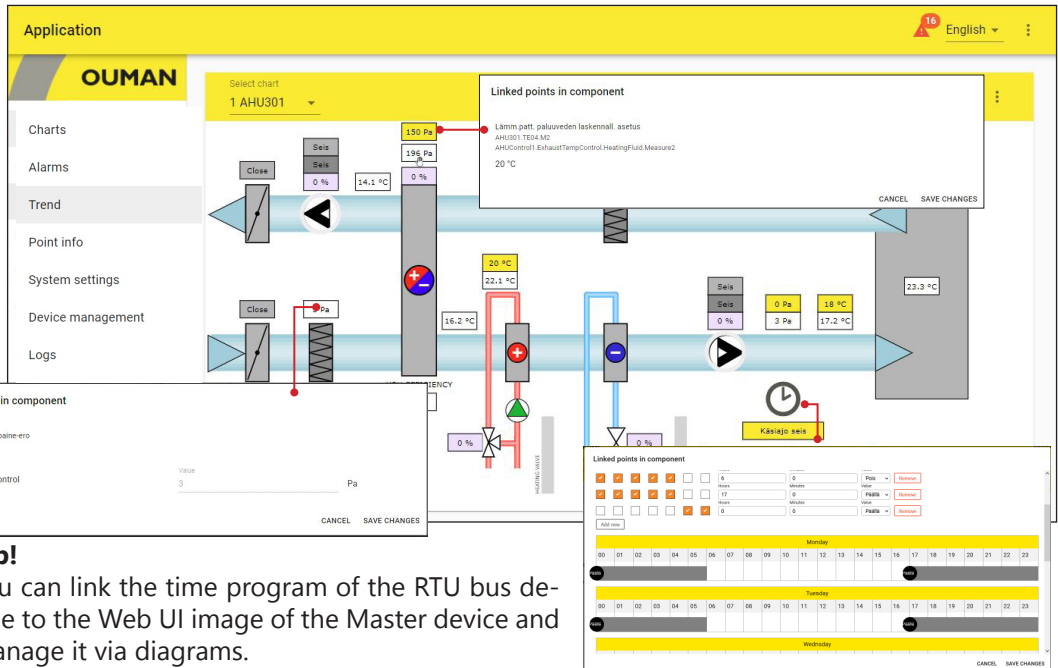 Application
16
English
OUMAN
Select chart
1 AHU301
Charts
Alarms
Trend
Point info
System settings
Device management
Logs
Linked points in component
Lämm.patt. paluuveden laskennall. asetus
AHU301.TE04.M2
AHUControl1.ExhaustTempControl.HeatingFluid.Measure2
20 °C
CANCEL SAVE CHANGES
150 Pa
196 Pa
0 %
Seis
Seis
0 %
Close
14.1 °C
20 °C
22.1 °C
23.3 °C
Close
Pa
16.2 °C
Seis
Seis
0 %
0 Pa
3 Pa
18 °C
17.2 °C
0 %
HEATING VALVE
0 %
Käsiajo seis
in component
Value
3 Pa
CANCEL SAVE CHANGES
Linked points in component
6 0 Pois Remove
Hours Minutes Value
17 0 Päällä Remove
Hours Minutes Value
0 0 Päällä Remove
Add new
Monday
00 01 02 03 04 05 06 07 08 09 10 11 12 13 14 15 16 17 18 19 20 21 22 23
Tuesday
00 01 02 03 04 05 06 07 08 09 10 11 12 13 14 15 16 17 18 19 20 21 22 23
Wednesday
CANCEL SAVE CHANGES
u can link the time program of the RTU bus de-
e to the Web UI image of the Master device and
anage it via diagrams.